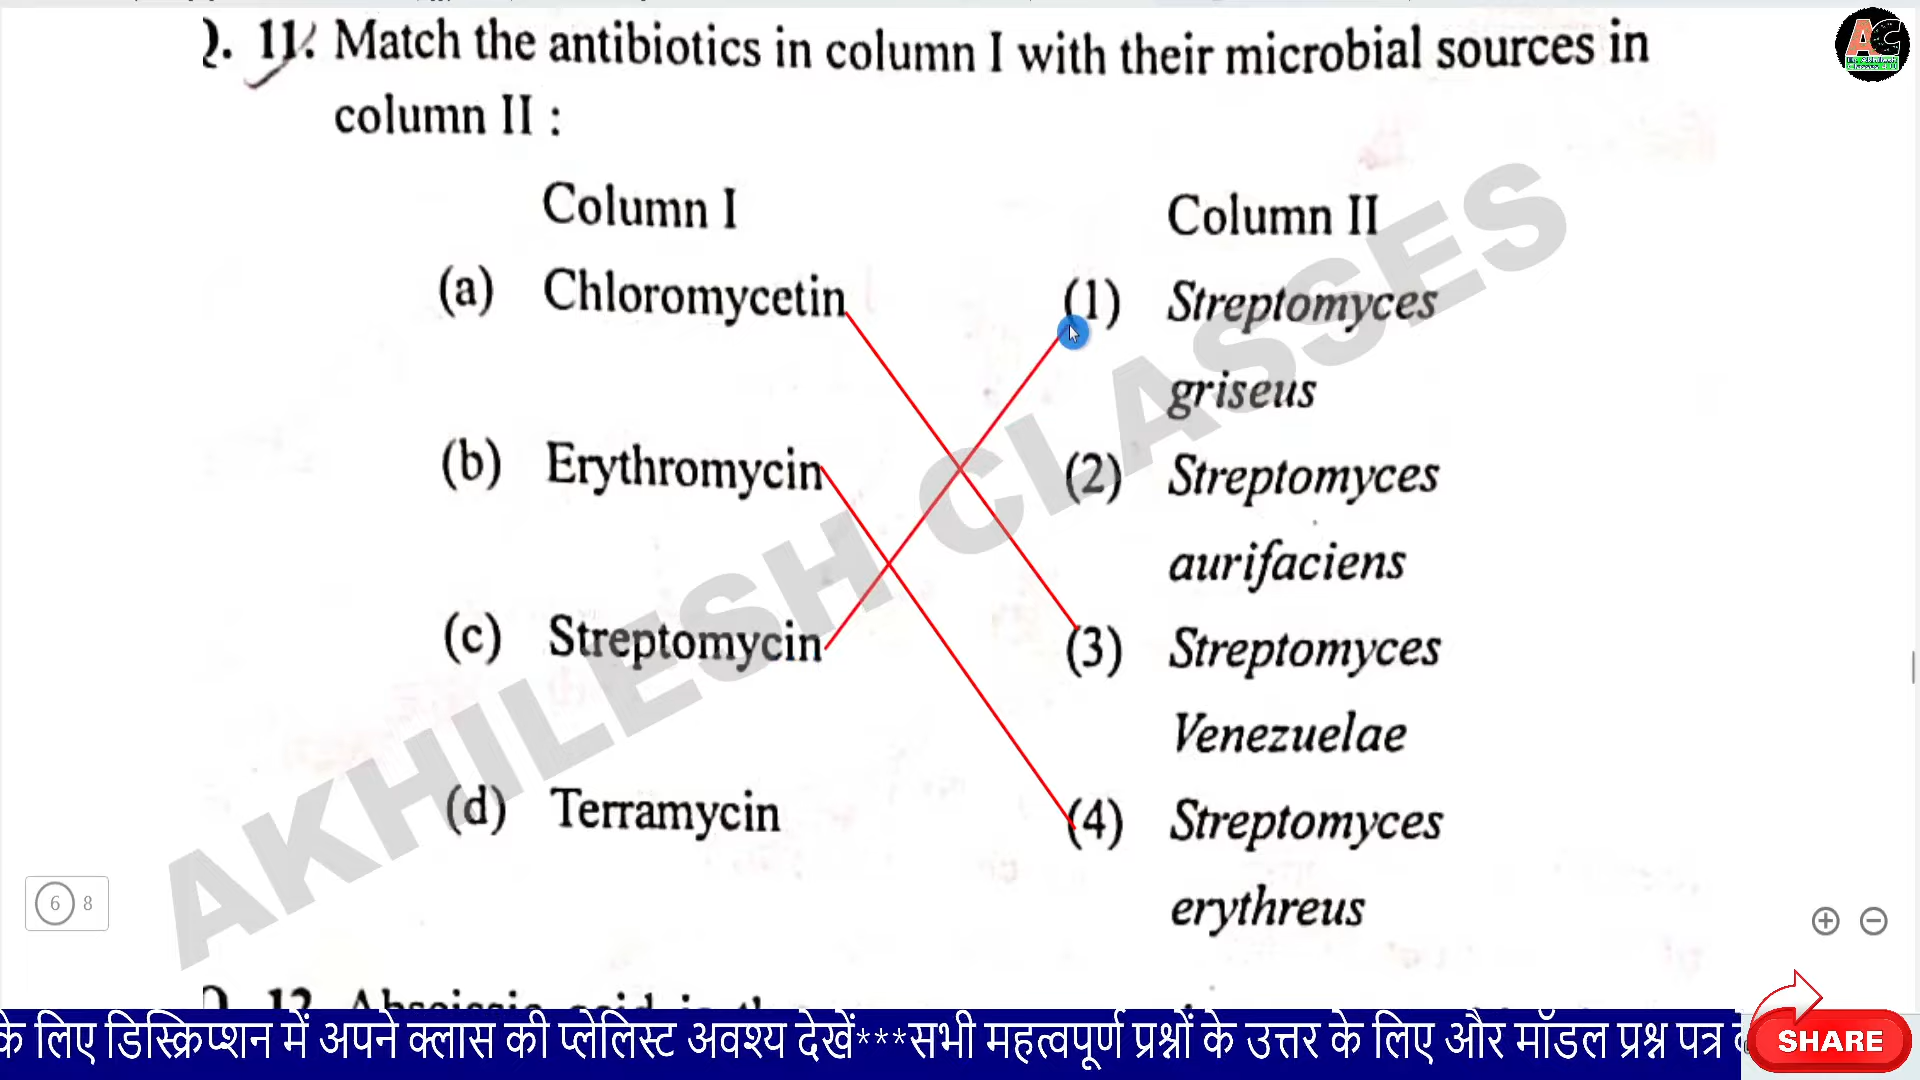 Q. 11. Match the antibiotics in column I with their microbial sources in
column II :
Column I Column II
(a) Chloromycetin (1) Streptomyces
griseus
(b) Erythromycin (2) Streptomyces
aurifaciens
(c) Streptomycin (3) Streptomyces
Venezuelae
(d) Terramycin (4) Streptomyces
erythreus
AKHILESH CLASSES
AC
6 8
12
के लिए डिस्क्रिप्शन में अपने क्लास की प्लेलिस्ट अवश्य देखें***सभी महत्वपूर्ण प्रश्नों के उत्तर के लिए और मॉडल प्रश्न पत्र
SHARE